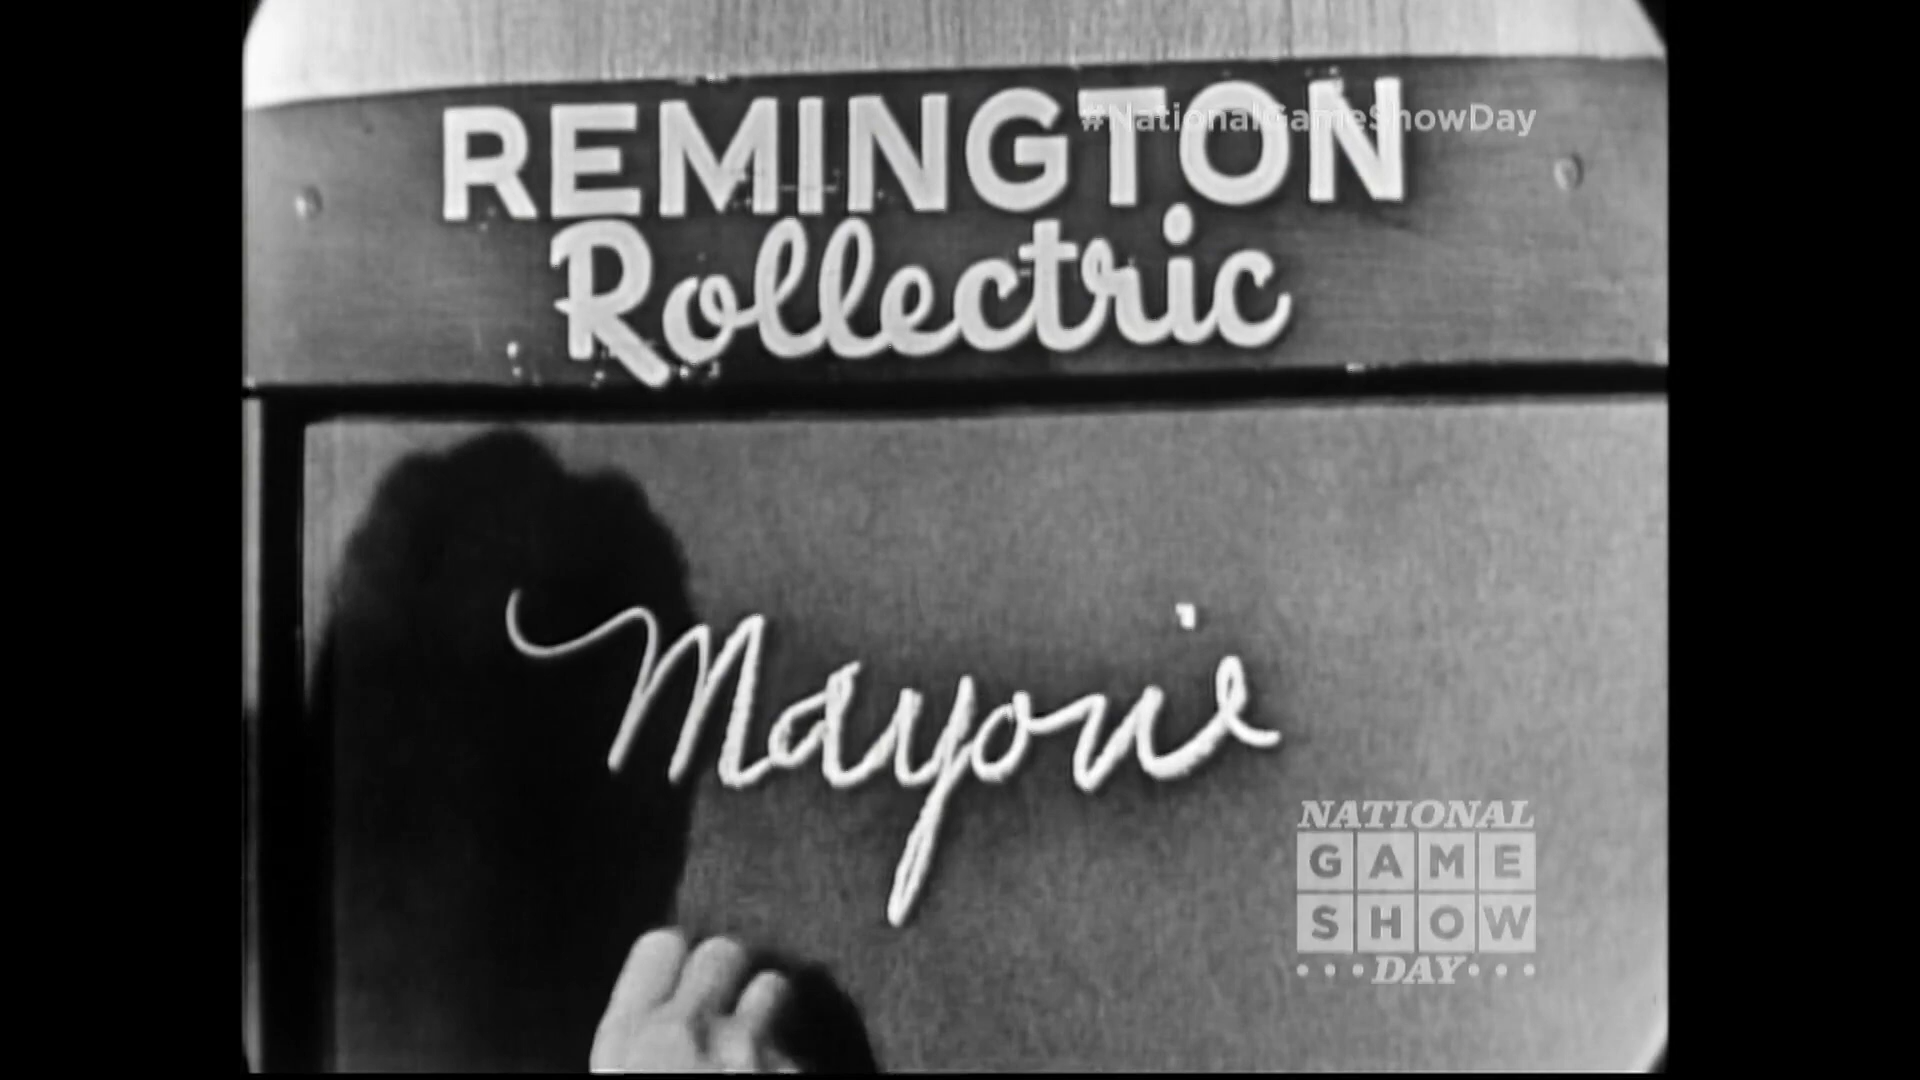 REMINGTON
#NationalGameShowDay
Rollectric
Marjorie
NATIONAL
GAME
SHOW
DAY